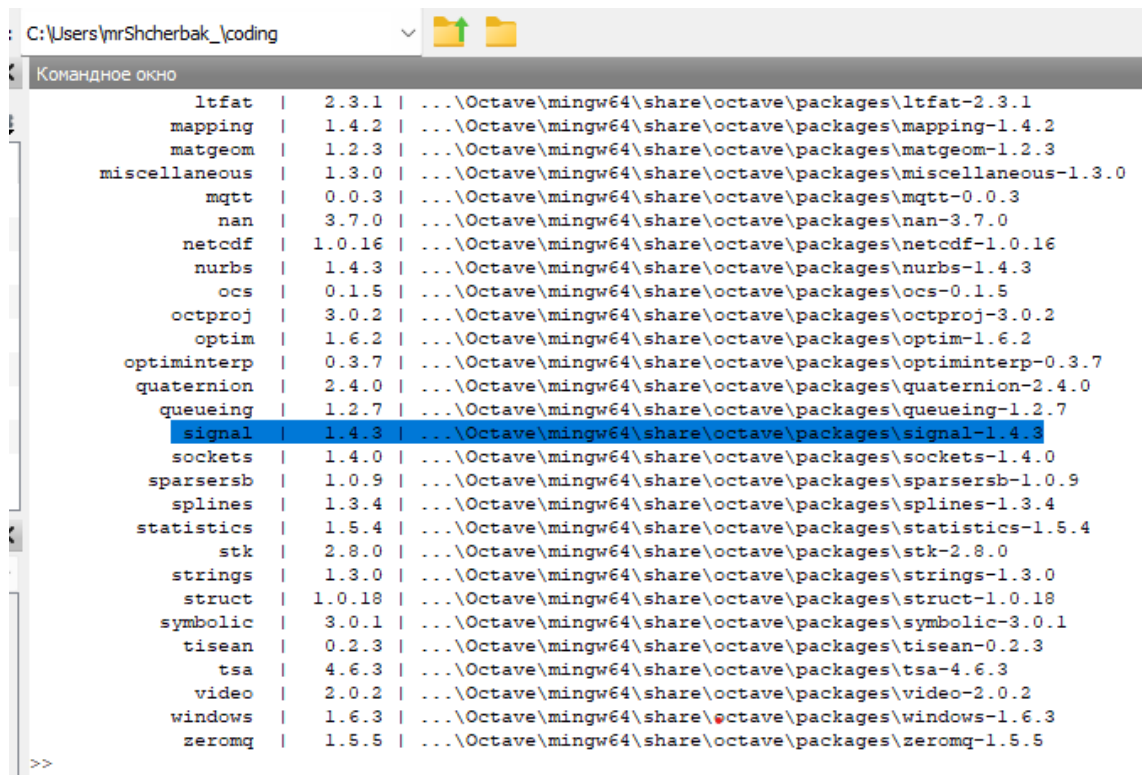 : C:\Users\mrShcherbak_\coding
Командное окно
ltfat | 2.3.1 | ...\Octave\mingw64\share\octave\packages\ltfat-2.3.1
mapping | 1.4.2 | ...\Octave\mingw64\share\octave\packages\mapping-1.4.2
matgeom | 1.2.3 | ...\Octave\mingw64\share\octave\packages\matgeom-1.2.3
miscellaneous | 1.3.0 | ...\Octave\mingw64\share\octave\packages\miscellaneous-1.3.0
mqtt | 0.0.3 | ...\Octave\mingw64\share\octave\packages\mqtt-0.0.3
nan | 3.7.0 | ...\Octave\mingw64\share\octave\packages\nan-3.7.0
netcdf | 1.0.16 | ...\Octave\mingw64\share\octave\packages\netcdf-1.0.16
nurbs | 1.4.3 | ...\Octave\mingw64\share\octave\packages\nurbs-1.4.3
ocs | 0.1.5 | ...\Octave\mingw64\share\octave\packages\ocs-0.1.5
octproj | 3.0.2 | ...\Octave\mingw64\share\octave\packages\octproj-3.0.2
optim | 1.6.2 | ...\Octave\mingw64\share\octave\packages\optim-1.6.2
optiminterp | 0.3.7 | ...\Octave\mingw64\share\octave\packages\optiminterp-0.3.7
quaternion | 2.4.0 | ...\Octave\mingw64\share\octave\packages\quaternion-2.4.0
queueing | 1.2.7 | ...\Octave\mingw64\share\octave\packages\queueing-1.2.7
signal | 1.4.3 | ...\Octave\mingw64\share\octave\packages\signal-1.4.3
sockets | 1.4.0 | ...\Octave\mingw64\share\octave\packages\sockets-1.4.0
sparsersb | 1.0.9 | ...\Octave\mingw64\share\octave\packages\sparsersb-1.0.9
splines | 1.3.4 | ...\Octave\mingw64\share\octave\packages\splines-1.3.4
statistics | 1.5.4 | ...\Octave\mingw64\share\octave\packages\statistics-1.5.4
stk | 2.8.0 | ...\Octave\mingw64\share\octave\packages\stk-2.8.0
strings | 1.3.0 | ...\Octave\mingw64\share\octave\packages\strings-1.3.0
struct | 1.0.18 | ...\Octave\mingw64\share\octave\packages\struct-1.0.18
symbolic | 3.0.1 | ...\Octave\mingw64\share\octave\packages\symbolic-3.0.1
tisean | 0.2.3 | ...\Octave\mingw64\share\octave\packages\tisean-0.2.3
tsa | 4.6.3 | ...\Octave\mingw64\share\octave\packages\tsa-4.6.3
video | 2.0.2 | ...\Octave\mingw64\share\octave\packages\video-2.0.2
windows | 1.6.3 | ...\Octave\mingw64\share\octave\packages\windows-1.6.3
zeromq | 1.5.5 | ...\Octave\mingw64\share\octave\packages\zeromq-1.5.5
>>